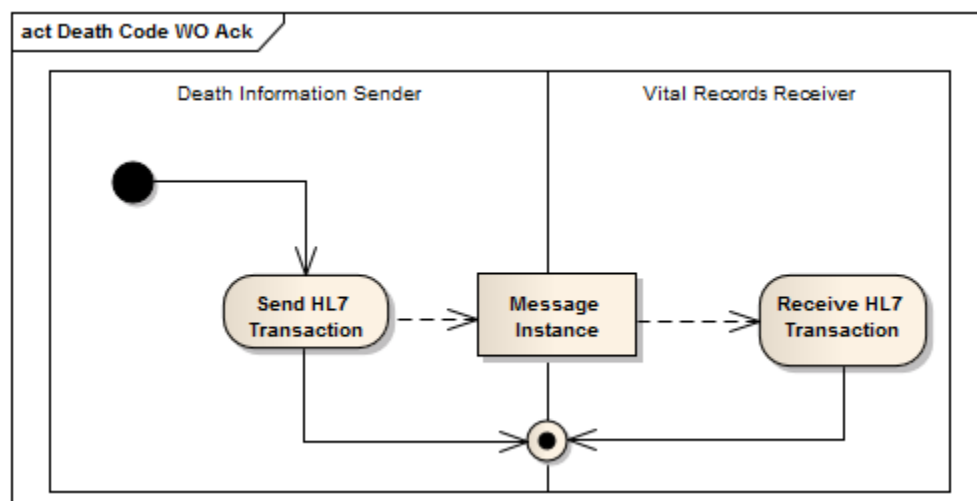 act Death Code WO Ack
Death Information Sender
Vital Records Receiver
Send HL7
Transaction
Message
Instance
Receive HL7
Transaction